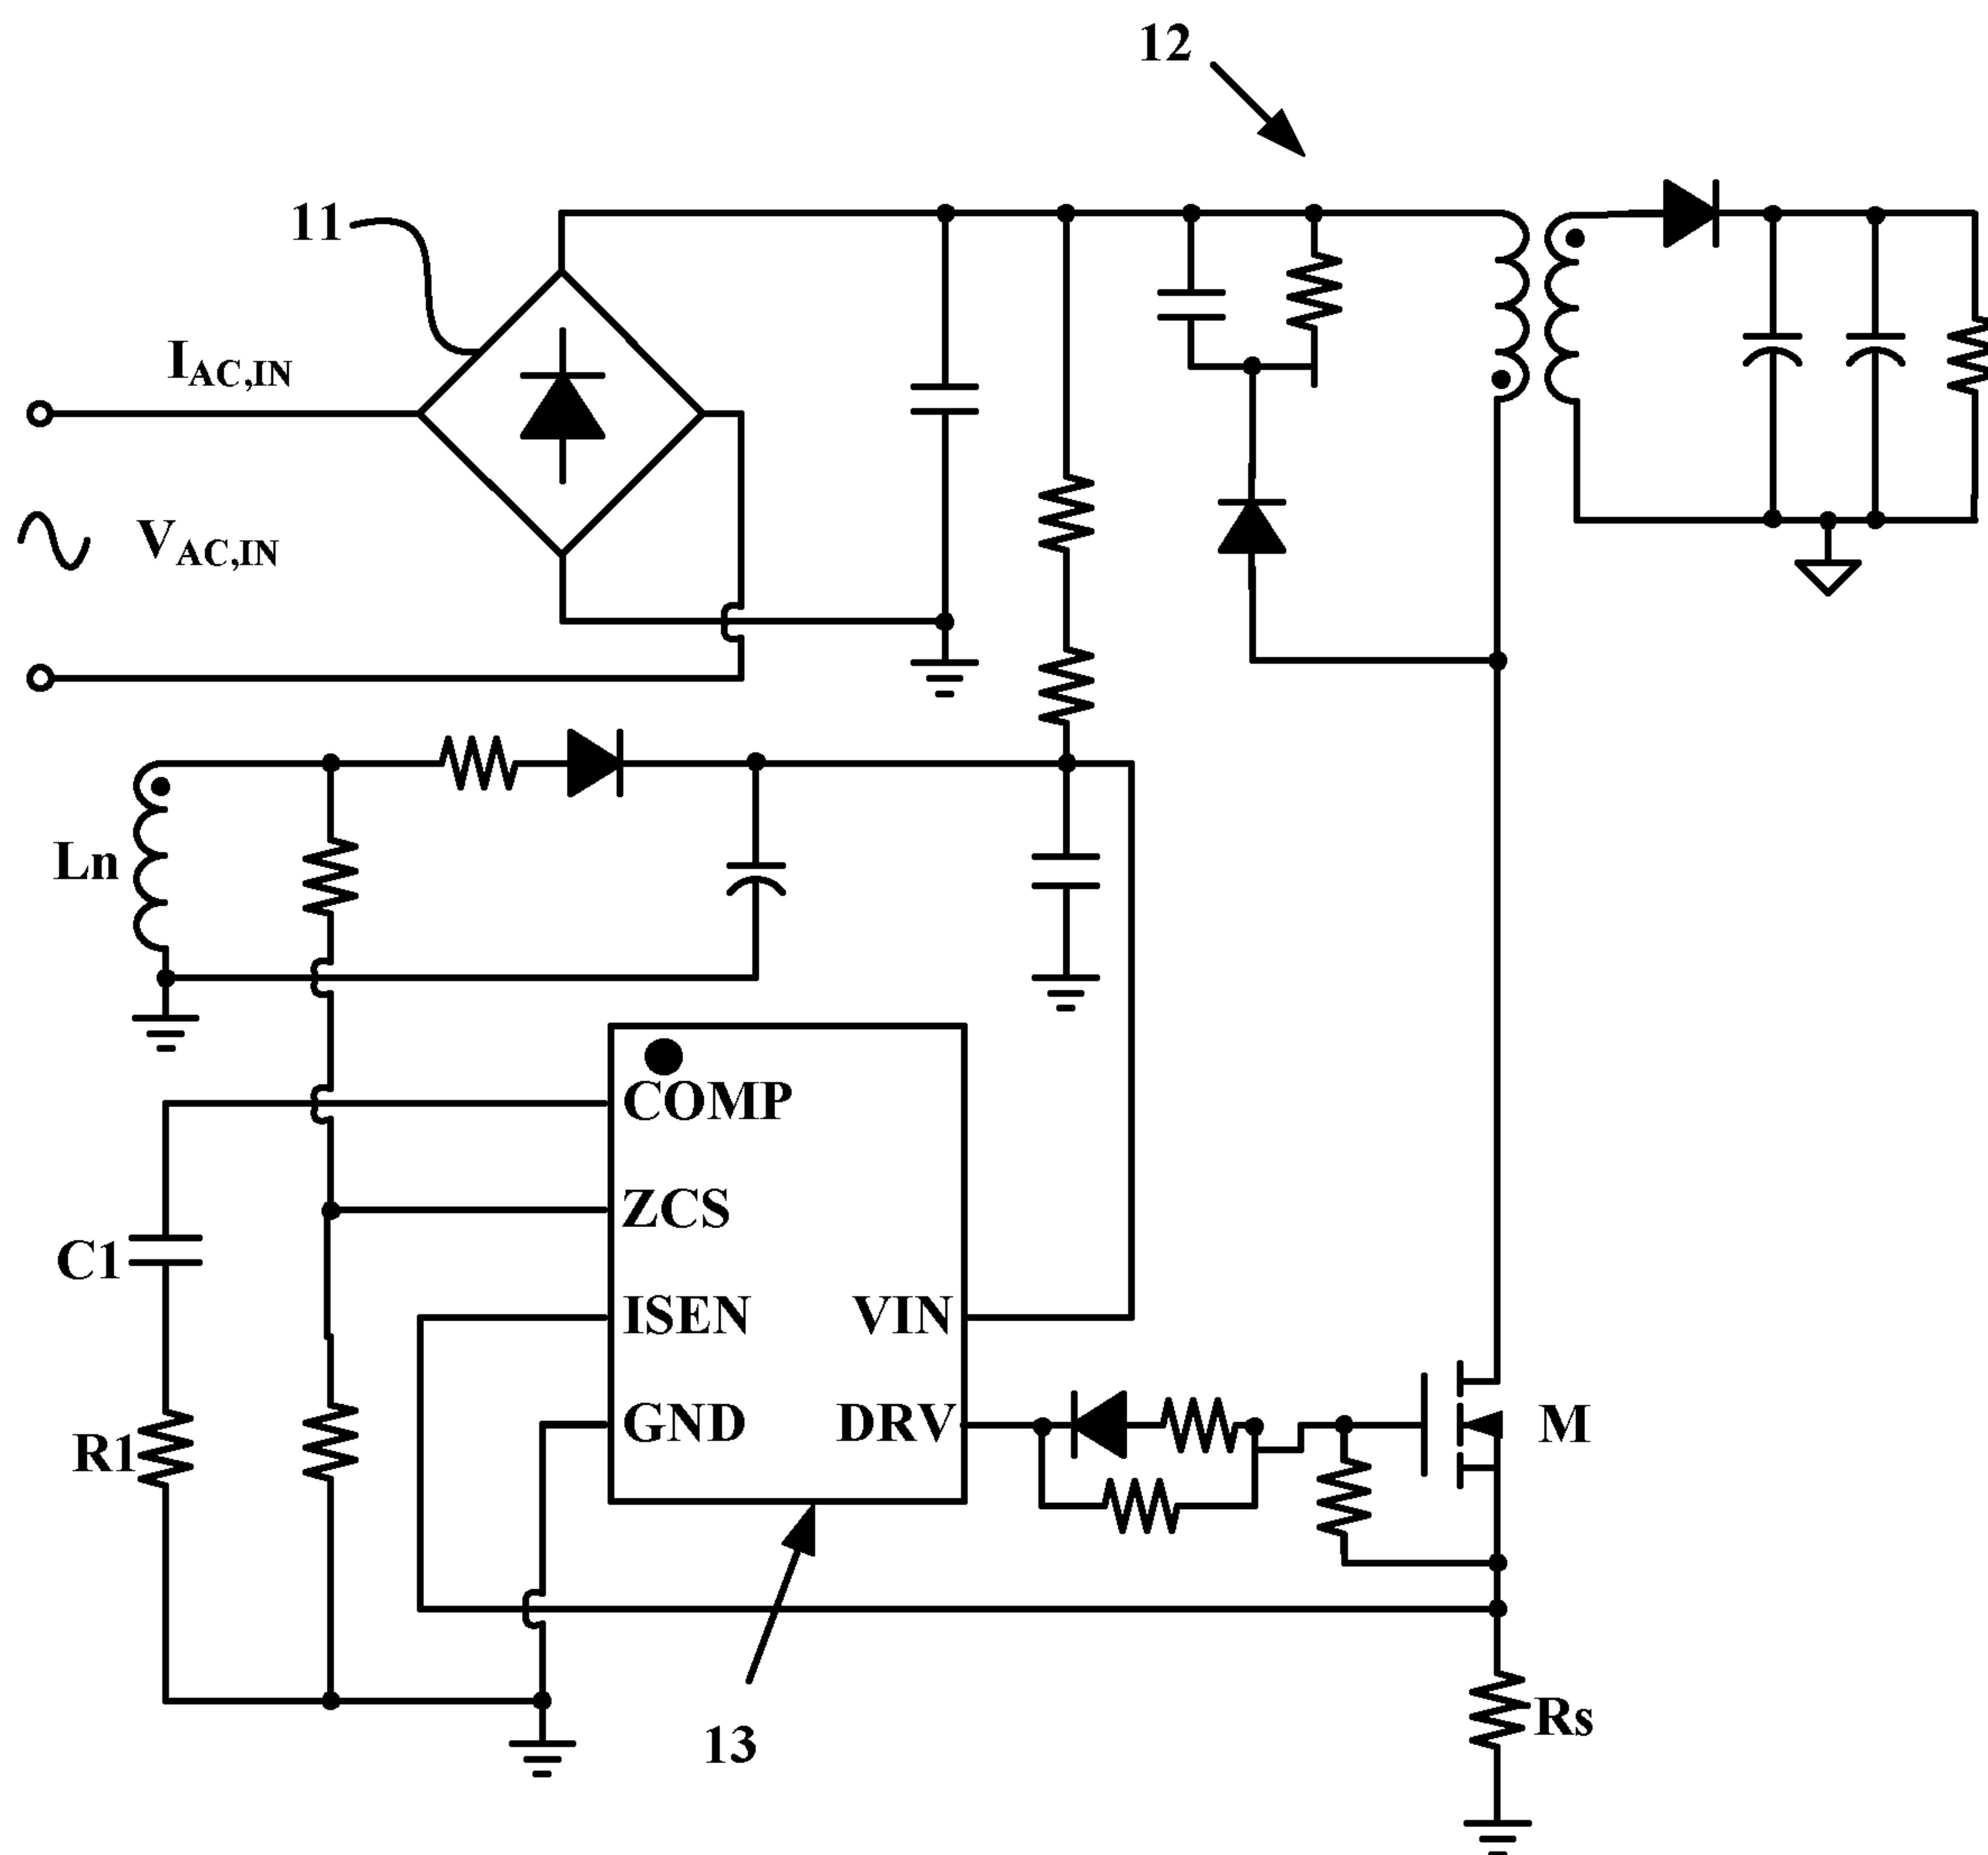 12
11
I_AC,IN
V_AC,IN
Ln
COMP
ZCS
C1
ISEN VIN
GND DRV
M
R1
Rs
13